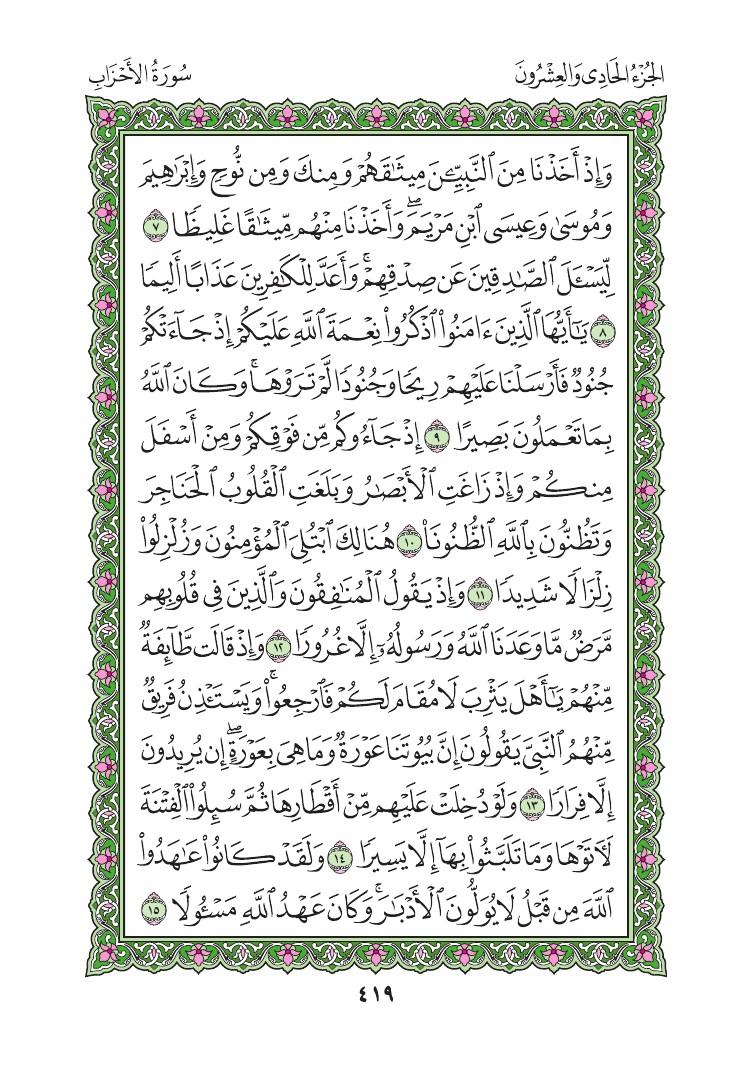 الجُزْءُ الحَادِى وَالعِشْرُونَ
سُورَةُ الأَحْزَابِ
وَإِذْ أَخَذْنَا مِنَ ٱلنَّبِيِّـۧنَ مِيثَٰقَهُمْ وَمِنكَ وَمِن نُّوحٍ وَإِبْرَٰهِيمَ
وَمُوسَىٰ وَعِيسَى ٱبْنِ مَرْيَمَۖ وَأَخَذْنَا مِنْهُم مِّيثَٰقًا غَلِيظًا ٧
لِّيَسْـَٔلَ ٱلصَّٰدِقِينَ عَن صِدْقِهِمْۚ وَأَعَدَّ لِلْكَٰفِرِينَ عَذَابًا أَلِيمًا
٨ يَٰٓأَيُّهَا ٱلَّذِينَ ءَامَنُوا۟ ٱذْكُرُوا۟ نِعْمَةَ ٱللَّهِ عَلَيْكُمْ إِذْ جَآءَتْكُمْ
جُنُودٌ فَأَرْسَلْنَا عَلَيْهِمْ رِيحًا وَجُنُودًا لَّمْ تَرَوْهَاۚ وَكَانَ ٱللَّهُ
بِمَا تَعْمَلُونَ بَصِيرًا ٩ إِذْ جَآءُوكُم مِّن فَوْقِكُمْ وَمِنْ أَسْفَلَ
مِنكُمْ وَإِذْ زَاغَتِ ٱلْأَبْصَٰرُ وَبَلَغَتِ ٱلْقُلُوبُ ٱلْحَنَاجِرَ
وَتَظُنُّونَ بِٱللَّهِ ٱلظُّنُونَا۠ ١٠ هُنَالِكَ ٱبْتُلِىَ ٱلْمُؤْمِنُونَ وَزُلْزِلُوا۟
زِلْزَالًا شَدِيدًا ١١ وَإِذْ يَقُولُ ٱلْمُنَٰفِقُونَ وَٱلَّذِينَ فِى قُلُوبِهِم
مَّرَضٌ مَّا وَعَدَنَا ٱللَّهُ وَرَسُولُهُۥٓ إِلَّا غُرُورًا ١٢ وَإِذْ قَالَت طَّآئِفَةٌ
مِّنْهُمْ يَٰٓأَهْلَ يَثْرِبَ لَا مُقَامَ لَكُمْ فَٱرْجِعُوا۟ۚ وَيَسْتَـْٔذِنُ فَرِيقٌ
مِّنْهُمُ ٱلنَّبِىَّ يَقُولُونَ إِنَّ بُيُوتَنَا عَوْرَةٌ وَمَا هِىَ بِعَوْرَةٍۖ إِن يُرِيدُونَ
إِلَّا فِرَارًا ١٣ وَلَوْ دُخِلَتْ عَلَيْهِم مِّنْ أَقْطَارِهَا ثُمَّ سُئِلُوا۟ ٱلْفِتْنَةَ
لَـَٔاتَوْهَا وَمَا تَلَبَّثُوا۟ بِهَآ إِلَّا يَسِيرًا ١٤ وَلَقَدْ كَانُوا۟ عَٰهَدُوا۟
ٱللَّهَ مِن قَبْلُ لَا يُوَلُّونَ ٱلْأَدْبَٰرَۚ وَكَانَ عَهْدُ ٱللَّهِ مَسْـُٔولًا ١٥
٤١٩